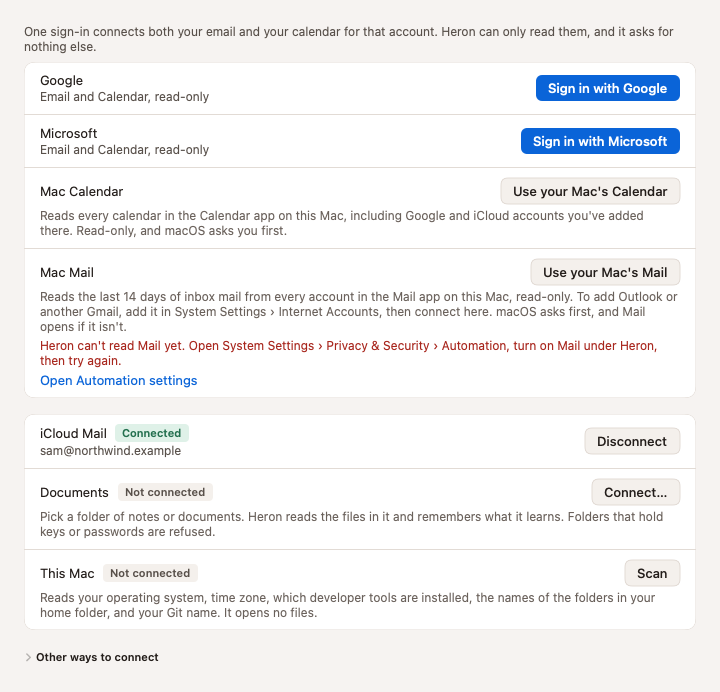 One sign-in connects both your email and your calendar for that account. Heron can only read them, and it asks for
nothing else.
Google
Email and Calendar, read-only
Sign in with Google
Microsoft
Email and Calendar, read-only
Sign in with Microsoft
Mac Calendar
Use your Mac's Calendar
Reads every calendar in the Calendar app on this Mac, including Google and iCloud accounts you've added
there. Read-only, and macOS asks you first.
Mac Mail
Use your Mac's Mail
Reads the last 14 days of inbox mail from every account in the Mail app on this Mac, read-only. To add Outlook or
another Gmail, add it in System Settings › Internet Accounts, then connect here. macOS asks first, and Mail
opens if it isn't.
Heron can't read Mail yet. Open System Settings › Privacy & Security › Automation, turn on Mail under Heron,
then try again.
Open Automation settings
iCloud Mail
Connected
sam@northwind.example
Disconnect
Documents
Not connected
Connect...
Pick a folder of notes or documents. Heron reads the files in it and remembers what it learns. Folders that hold
keys or passwords are refused.
This Mac
Not connected
Scan
Reads your operating system, time zone, which developer tools are installed, the names of the folders in your
home folder, and your Git name. It opens no files.
Other ways to connect